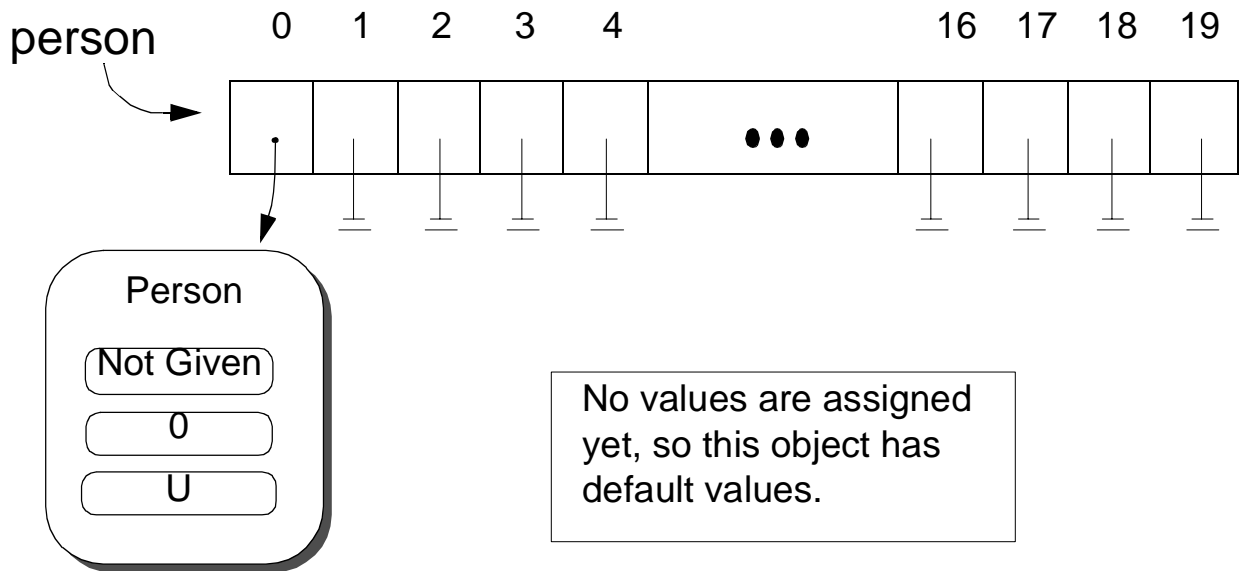 person
0 1 2 3 4 16 17 18 19
Person
Not Given
0
U
No values are assigned
yet, so this object has
default values.